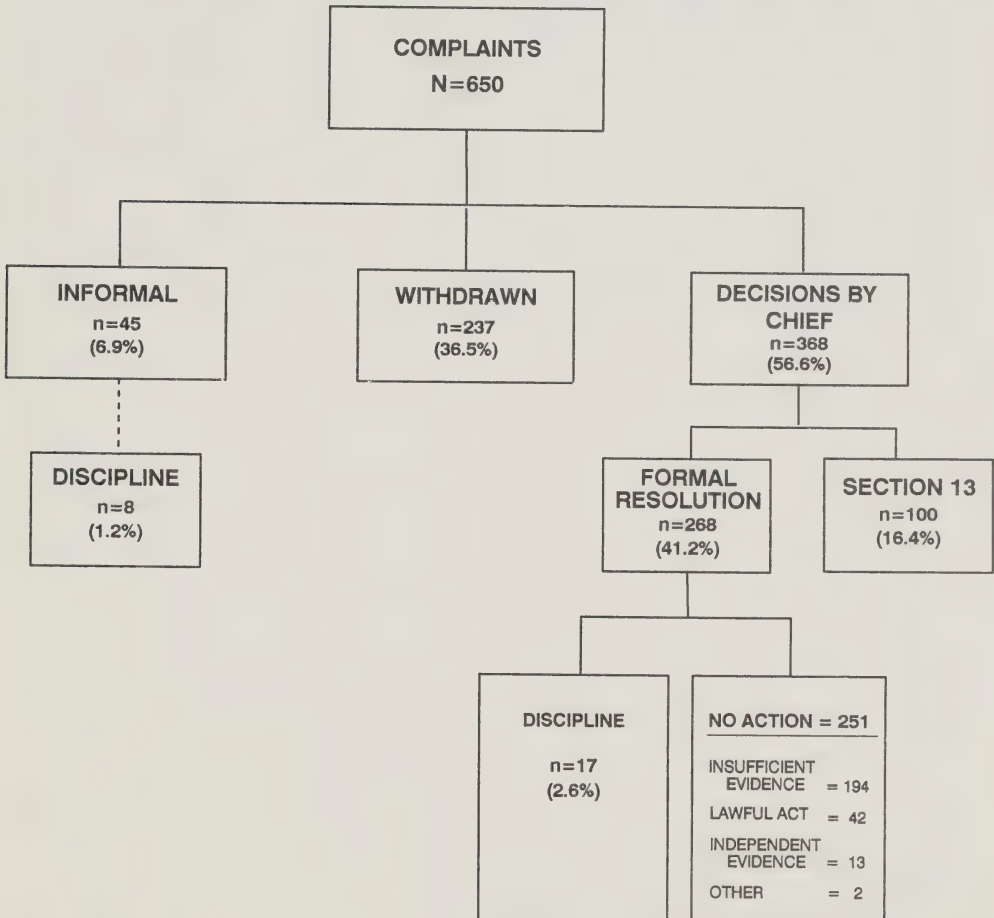 COMPLAINTS
N=650
INFORMAL
n=45
(6.9%)
WITHDRAWN
n=237
(36.5%)
DECISIONS BY
CHIEF
n=368
(56.6%)
DISCIPLINE
n=8
(1.2%)
FORMAL
RESOLUTION
n=268
(41.2%)
SECTION 13
n=100
(16.4%)
DISCIPLINE
n=17
(2.6%)
NO ACTION = 251
INSUFFICIENT
EVIDENCE = 194
LAWFUL ACT = 42
INDEPENDENT
EVIDENCE = 13
OTHER = 2